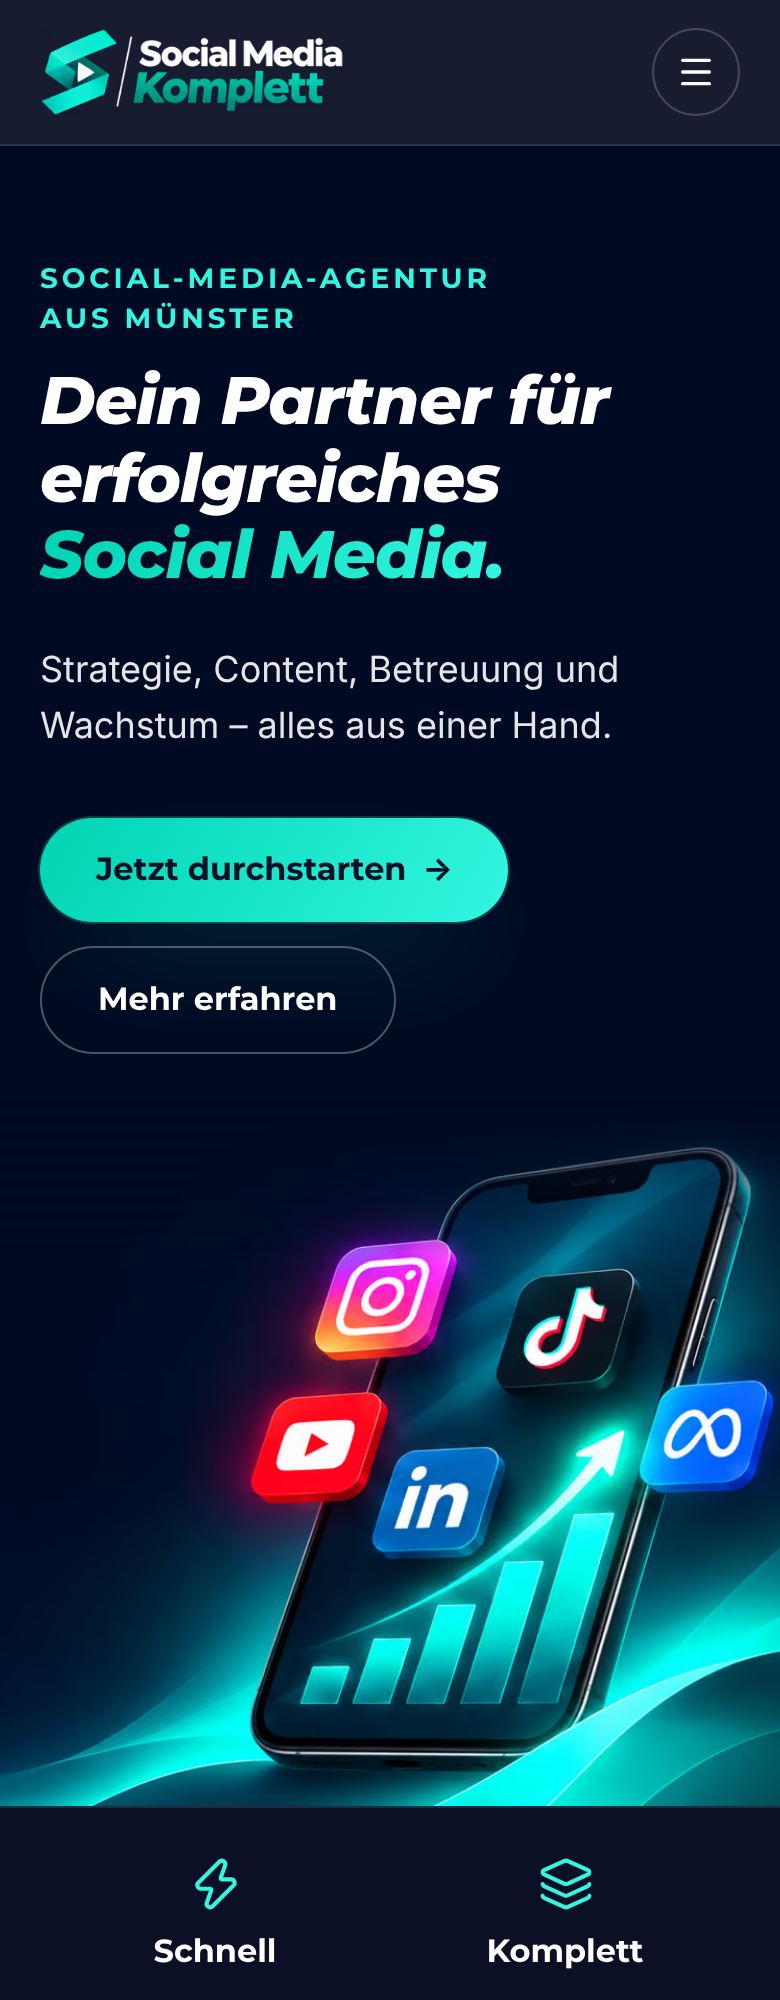 Social Media
Komplett
SOCIAL-MEDIA-AGENTUR
AUS MÜNSTER
Dein Partner für
erfolgreiches
Social Media.
Strategie, Content, Betreuung und
Wachstum – alles aus einer Hand.
Jetzt durchstarten →
Mehr erfahren
in
Schnell
Komplett